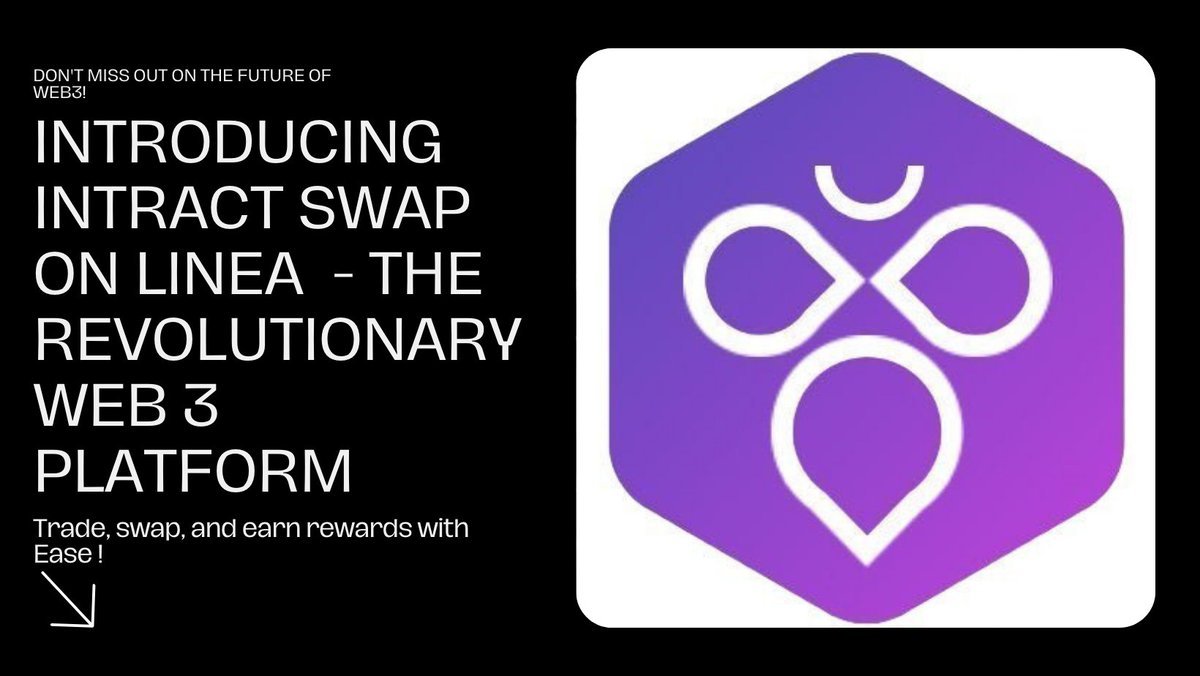 DON'T MISS OUT ON THE FUTURE OF
WEB3!
INTRODUCING
INTRACT SWAP
ON LINEA - THE
REVOLUTIONARY
WEB 3
PLATFORM
Trade, swap, and earn rewards with
Ease !